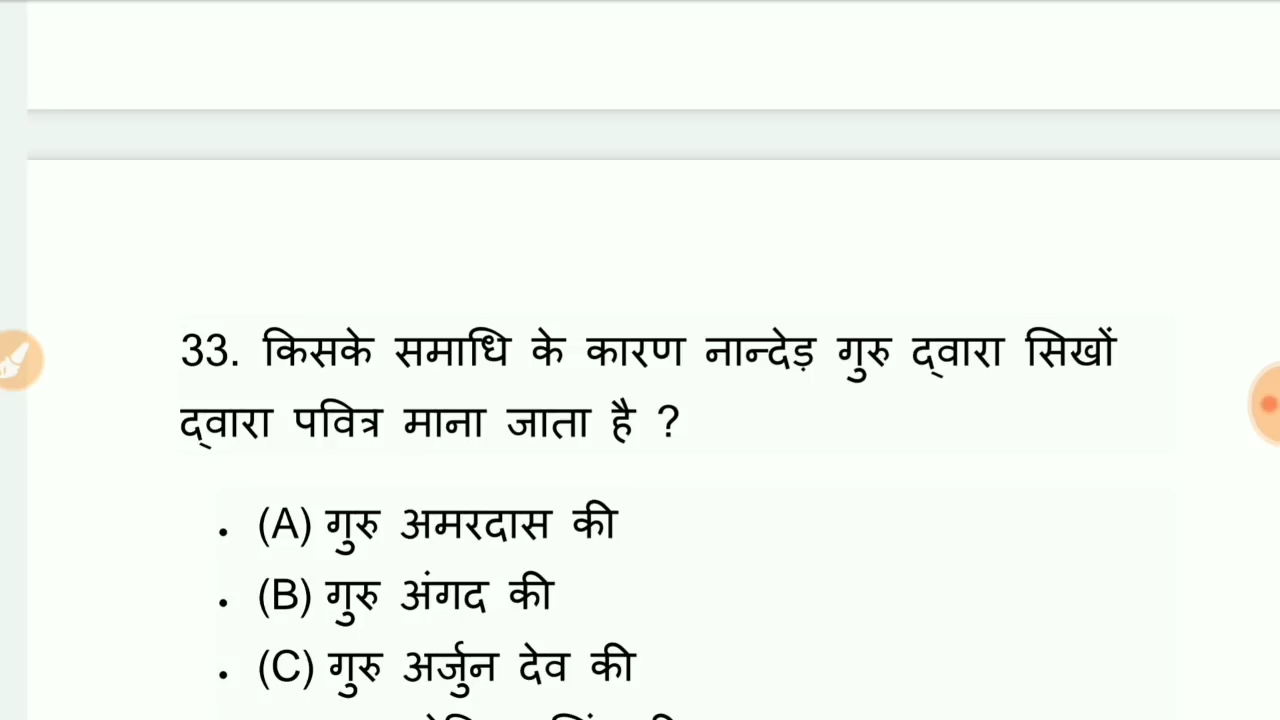 33. किसके समाधि के कारण नान्देड़ गुरु द्वारा सिखों
द्वारा पवित्र माना जाता है ?
. (A) गुरु अमरदास की
. (B) गुरु अंगद की
. (C) गुरु अर्जुन देव की